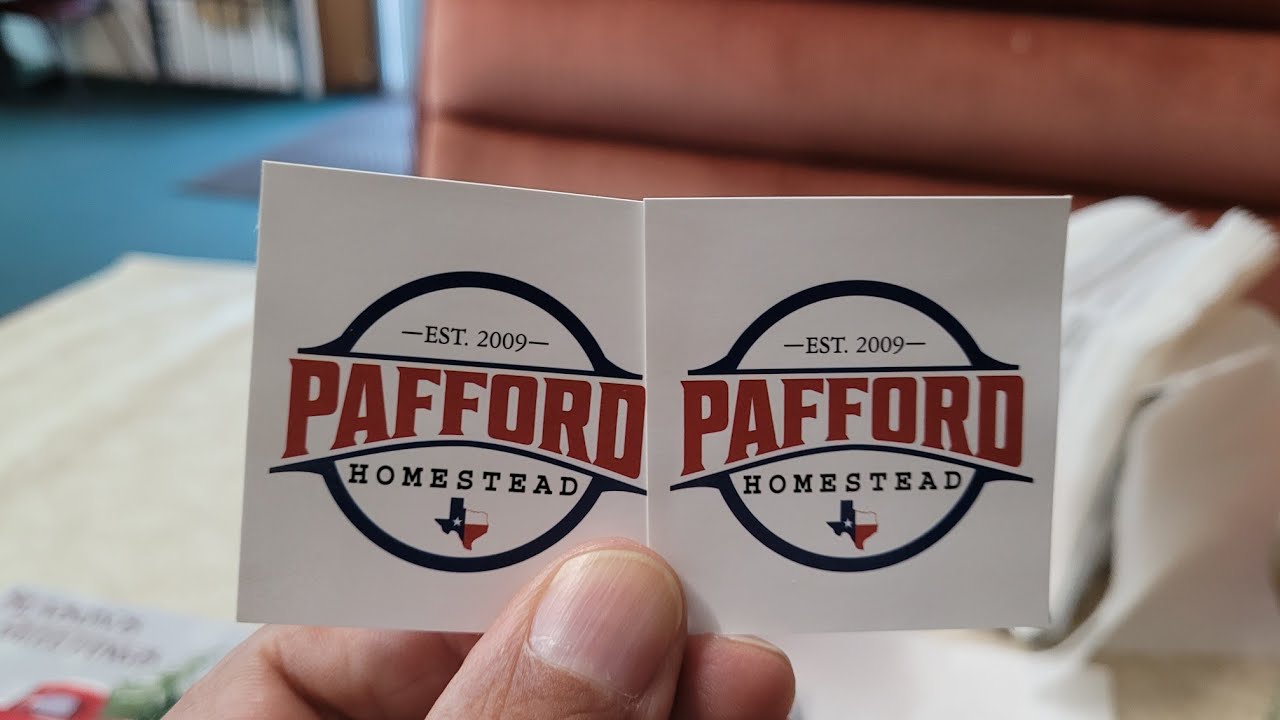 —EST. 2009—
PAFFORD
HOMESTEAD
—EST. 2009—
PAFFORD
HOMESTEAD